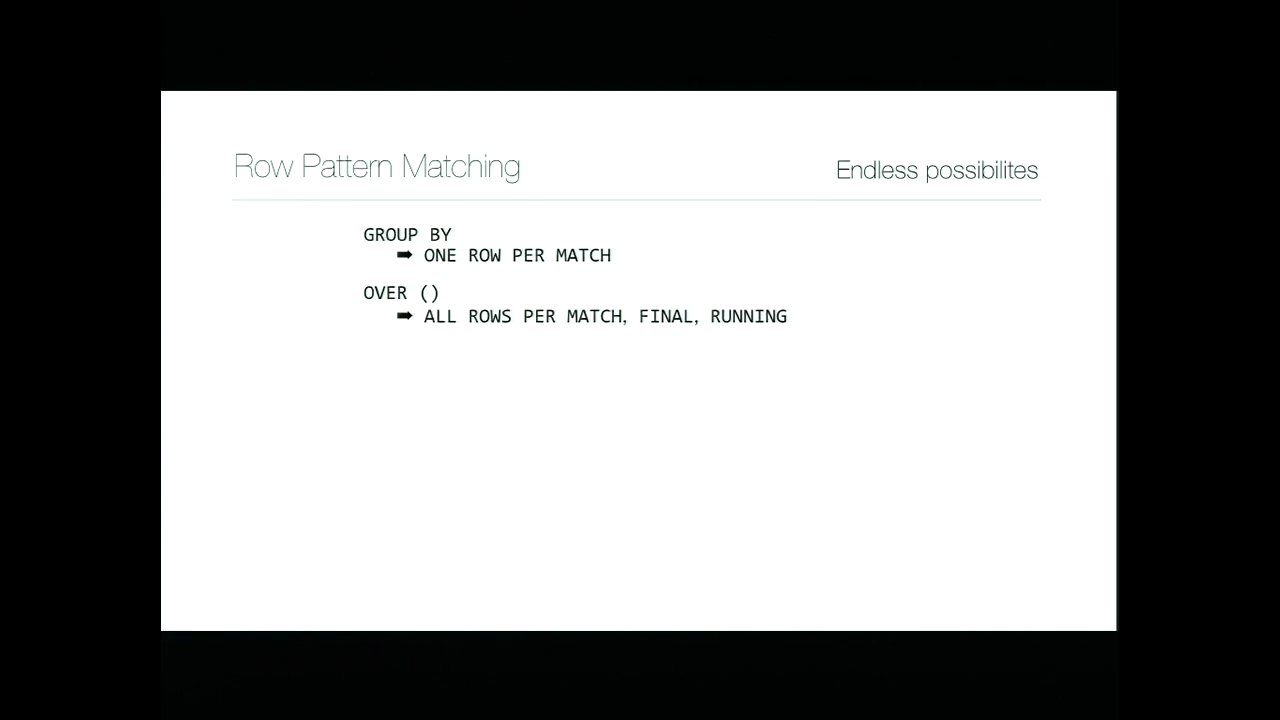 Row Pattern Matching
Endless possibilites
GROUP BY
➡ ONE ROW PER MATCH
OVER ()
➡ ALL ROWS PER MATCH, FINAL, RUNNING